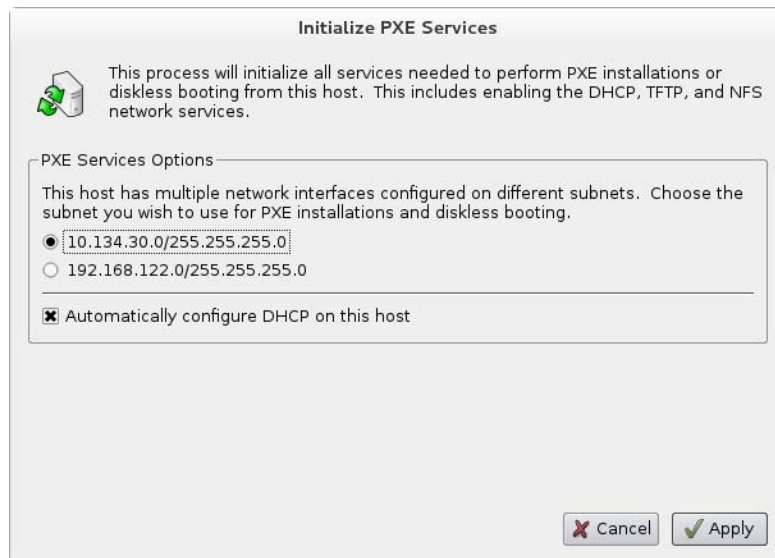 Initialize PXE Services
This process will initialize all services needed to perform PXE installations or
diskless booting from this host.  This includes enabling the DHCP, TFTP, and NFS
network services.
PXE Services Options
This host has multiple network interfaces configured on different subnets.  Choose the
subnet you wish to use for PXE installations and diskless booting.
10.134.30.0/255.255.255.0
192.168.122.0/255.255.255.0
Automatically configure DHCP on this host
Cancel Apply